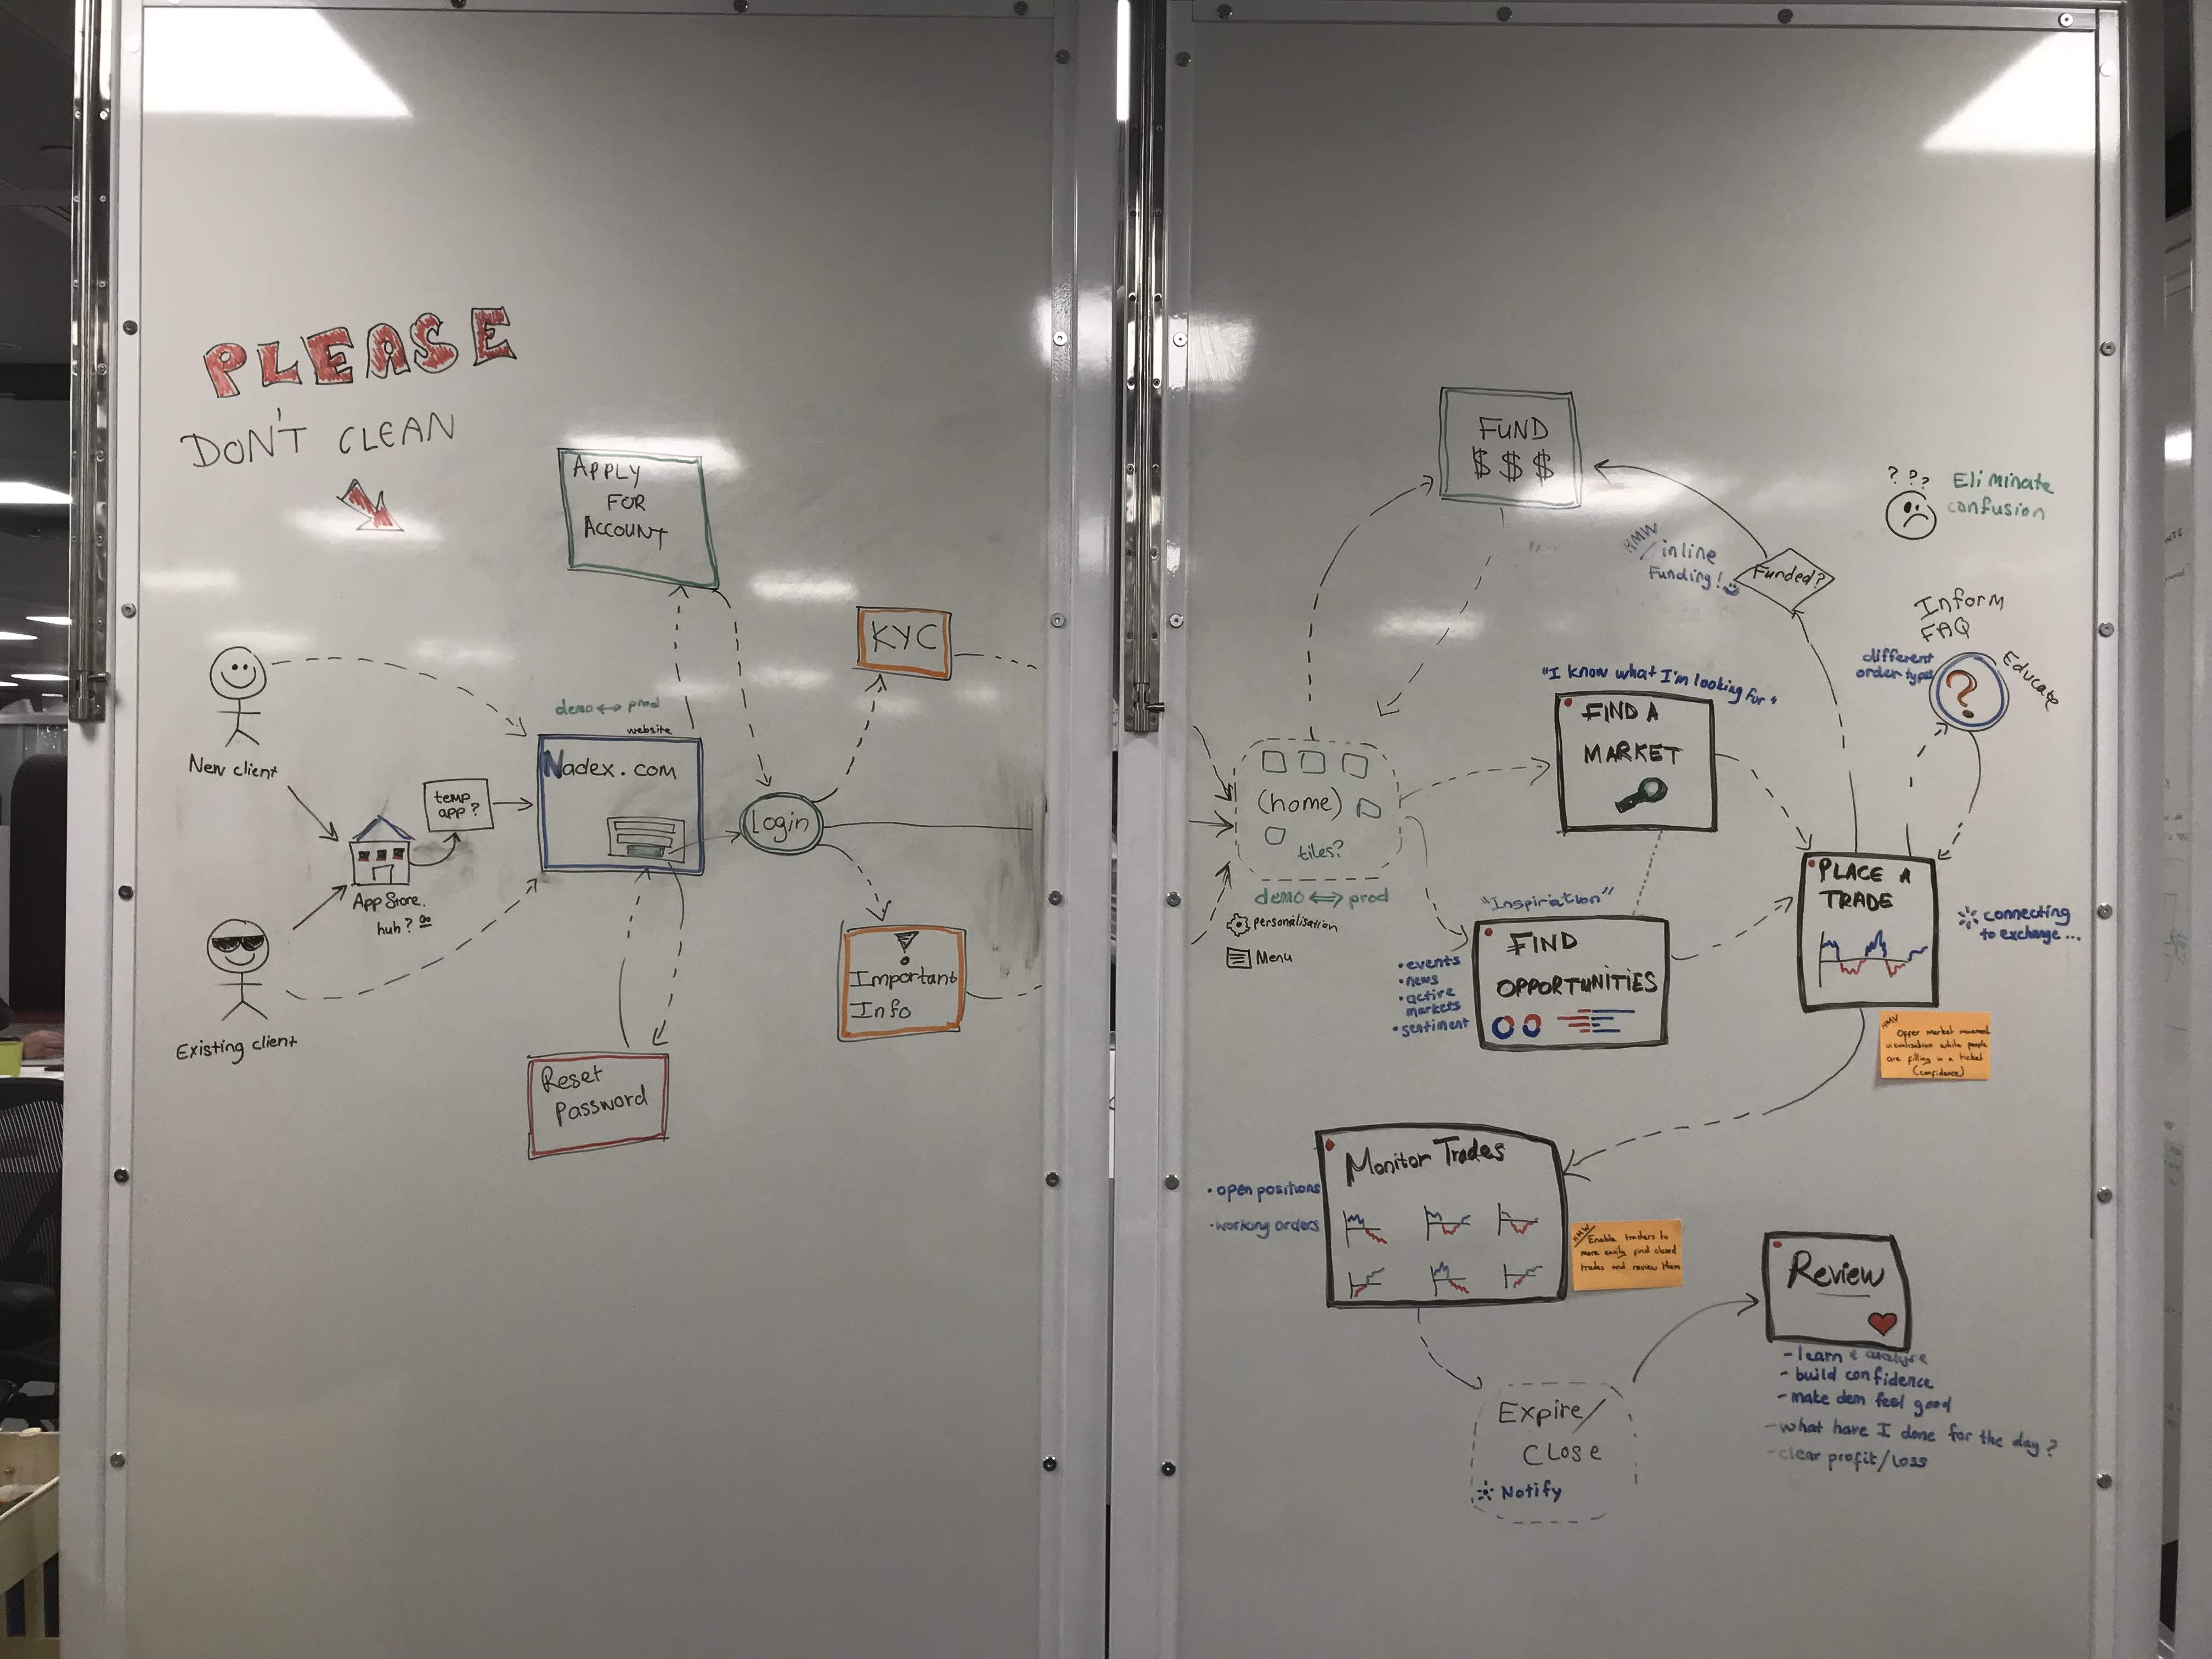 PLEASE
DON'T CLEAN
APPLY
FOR
ACCOUNT
KYC
New client
demo ↔ prod
website
Nadex.com
temp
app?
Login
App Store.
huh?
Existing client
Important
Info
Reset
Password
FUND
$ $ $
HMW
inline
Funding!
Funded?
? ? ?
Eliminate
confusion
Inform
FAQ
different
order types
Educate
?
"I know what I'm looking for"
FIND A
MARKET
(home)
tiles?
demo ⟺ prod
personalisation
Menu
"Inspiriation"
FIND
OPPORTUNITIES
• events
• news
• active
markets
• sentiment
PLACE A
TRADE
connecting
to exchange...
HMW
Offer market movement
visualisation while people
are filling in a ticket
(confidence)
Monitor Trades
• open positions
• working orders
HMW
Enable traders to
more easily find closed
trades and review them
Review
- learn & analyse
- build confidence
- make dem feel good
- what have I done for the day?
- clear profit/loss
Expire/
Close
Notify